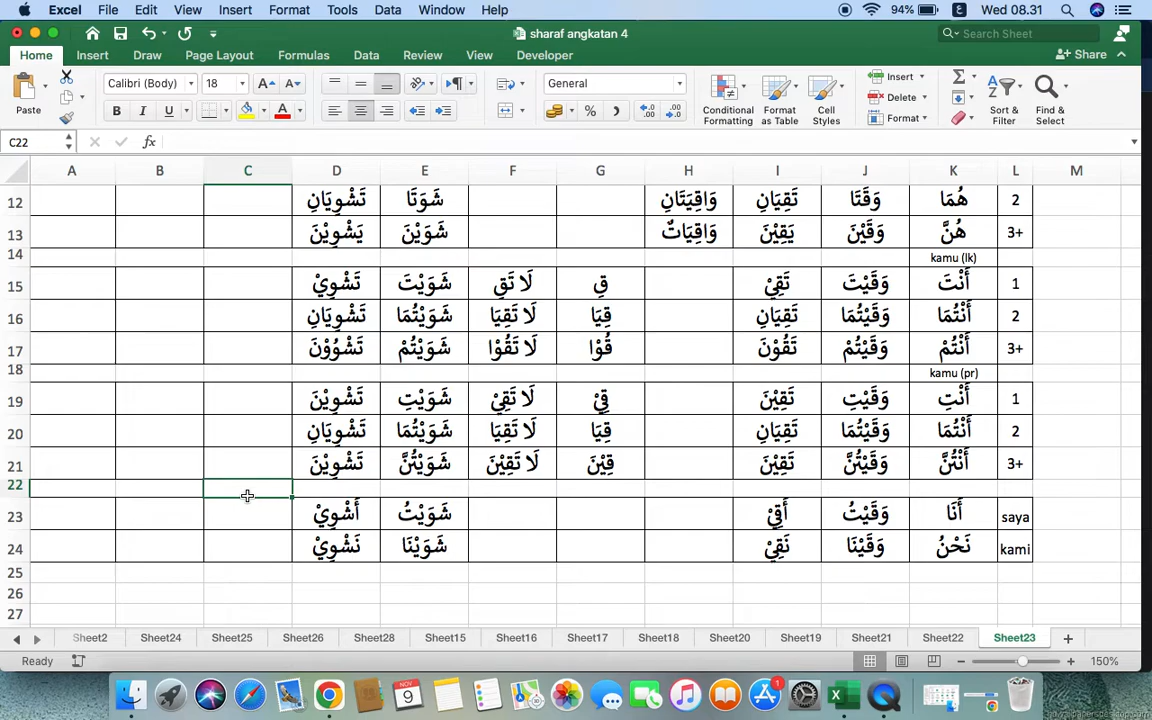 Excel File Edit View Insert Format Tools Data Window Help 94% Wed 08.31
sharaf angkatan 4 Search Sheet
Home Insert Draw Page Layout Formulas Data Review View Developer Share
Paste Calibri (Body) 18 General Conditional Formatting Format as Table Cell Styles Insert Delete Format Sort & Filter Find & Select
C22 fx
A B C D E F G H I J K L M
12 تَشْوِيَانِ شَوَتَا وَاقِيَتَانِ تَقِيَانِ وَقَتَا هُمَا 2
13 يَشْوِيْنَ شَوَيْنَ وَاقِيَاتٌ يَقِيْنَ وَقَيْنَ هُنَّ 3+
14 kamu (lk)
15 تَشْوِيْ شَوَيْتَ لَا تَقِ قِ تَقِيْ وَقَيْتَ أَنْتَ 1
16 تَشْوِيَانِ شَوَيْتُمَا لَا تَقِيَا قِيَا تَقِيَانِ وَقَيْتُمَا أَنْتُمَا 2
17 تَشْوُوْنَ شَوَيْتُمْ لَا تَقُوْا قُوْا تَقُوْنَ وَقَيْتُمْ أَنْتُمْ 3+
18 kamu (pr)
19 تَشْوِيْنَ شَوَيْتِ لَا تَقِيْ قِيْ تَقِيْنَ وَقَيْتِ أَنْتِ 1
20 تَشْوِيَانِ شَوَيْتُمَا لَا تَقِيَا قِيَا تَقِيَانِ وَقَيْتُمَا أَنْتُمَا 2
21 تَشْوِيْنَ شَوَيْتُنَّ لَا تَقِيْنَ قِيْنَ تَقِيْنَ وَقَيْتُنَّ أَنْتُنَّ 3+
22
23 أَشْوِيْ شَوَيْتُ أَقِيْ وَقَيْتُ أَنَا saya
24 نَشْوِيْ شَوَيْنَا نَقِيْ وَقَيْنَا نَحْنُ kami
25
26
27
Sheet2 Sheet24 Sheet25 Sheet26 Sheet28 Sheet15 Sheet16 Sheet17 Sheet18 Sheet20 Sheet19 Sheet21 Sheet22 Sheet23
Ready 150%